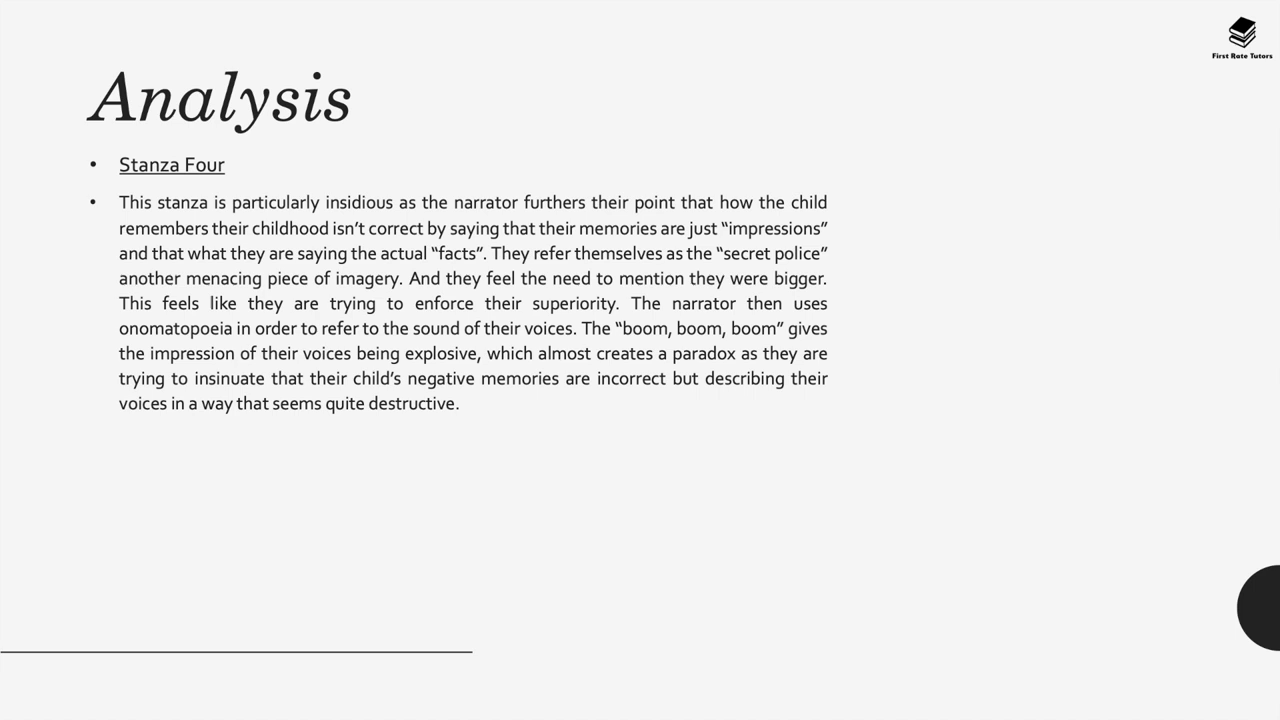 First Rate Tutors
Analysis
• Stanza Four
• This stanza is particularly insidious as the narrator furthers their point that how the child
remembers their childhood isn’t correct by saying that their memories are just “impressions”
and that what they are saying the actual “facts”. They refer themselves as the “secret police”
another menacing piece of imagery. And they feel the need to mention they were bigger.
This feels like they are trying to enforce their superiority. The narrator then uses
onomatopoeia in order to refer to the sound of their voices. The “boom, boom, boom” gives
the impression of their voices being explosive, which almost creates a paradox as they are
trying to insinuate that their child’s negative memories are incorrect but describing their
voices in a way that seems quite destructive.